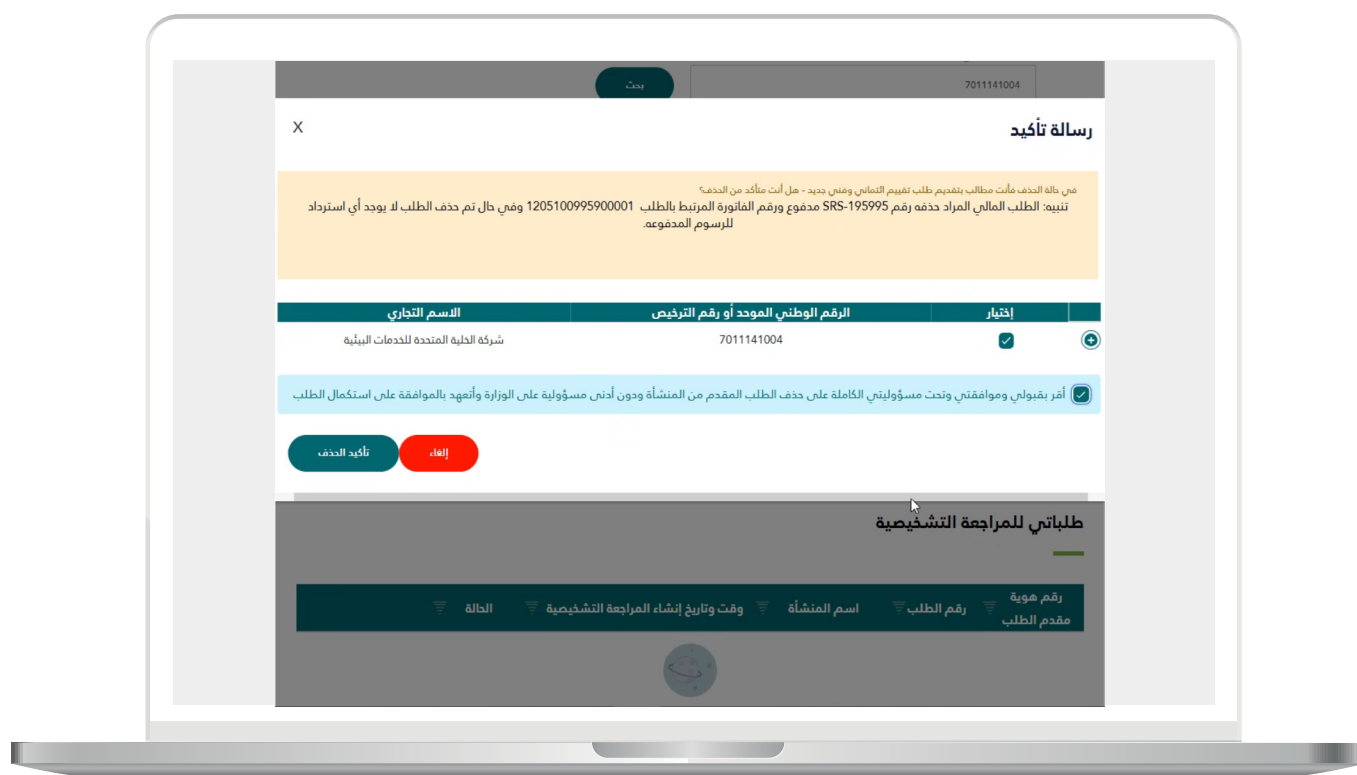 7011141004
بحث
رسالة تأكيد
X
في حالة الحذف فأنت مطالب بتقديم طلب تقييم ائتماني وفني جديد - هل أنت متأكد من الحذف؟
تنبيه: الطلب المالي المراد حذفه رقم SRS-195995 مدفوع ورقم الفاتورة المرتبط بالطلب 1205100995900001 وفي حال تم حذف الطلب لا يوجد أي استرداد
للرسوم المدفوعه.
إختيار الرقم الوطني الموحد أو رقم الترخيص الاسم التجاري
7011141004 شركة الخلية المتحدة للخدمات البيئية
أقر بقبولي وموافقتي وتحت مسؤوليتي الكاملة على حذف الطلب المقدم من المنشأة ودون أدنى مسؤولية على الوزارة وأتعهد بالموافقة على استكمال الطلب
إلغاء تأكيد الحذف
طلباتي للمراجعة التشخيصية
رقم هوية
مقدم الطلب رقم الطلب اسم المنشأة وقت وتاريخ إنشاء المراجعة التشخيصية الحالة